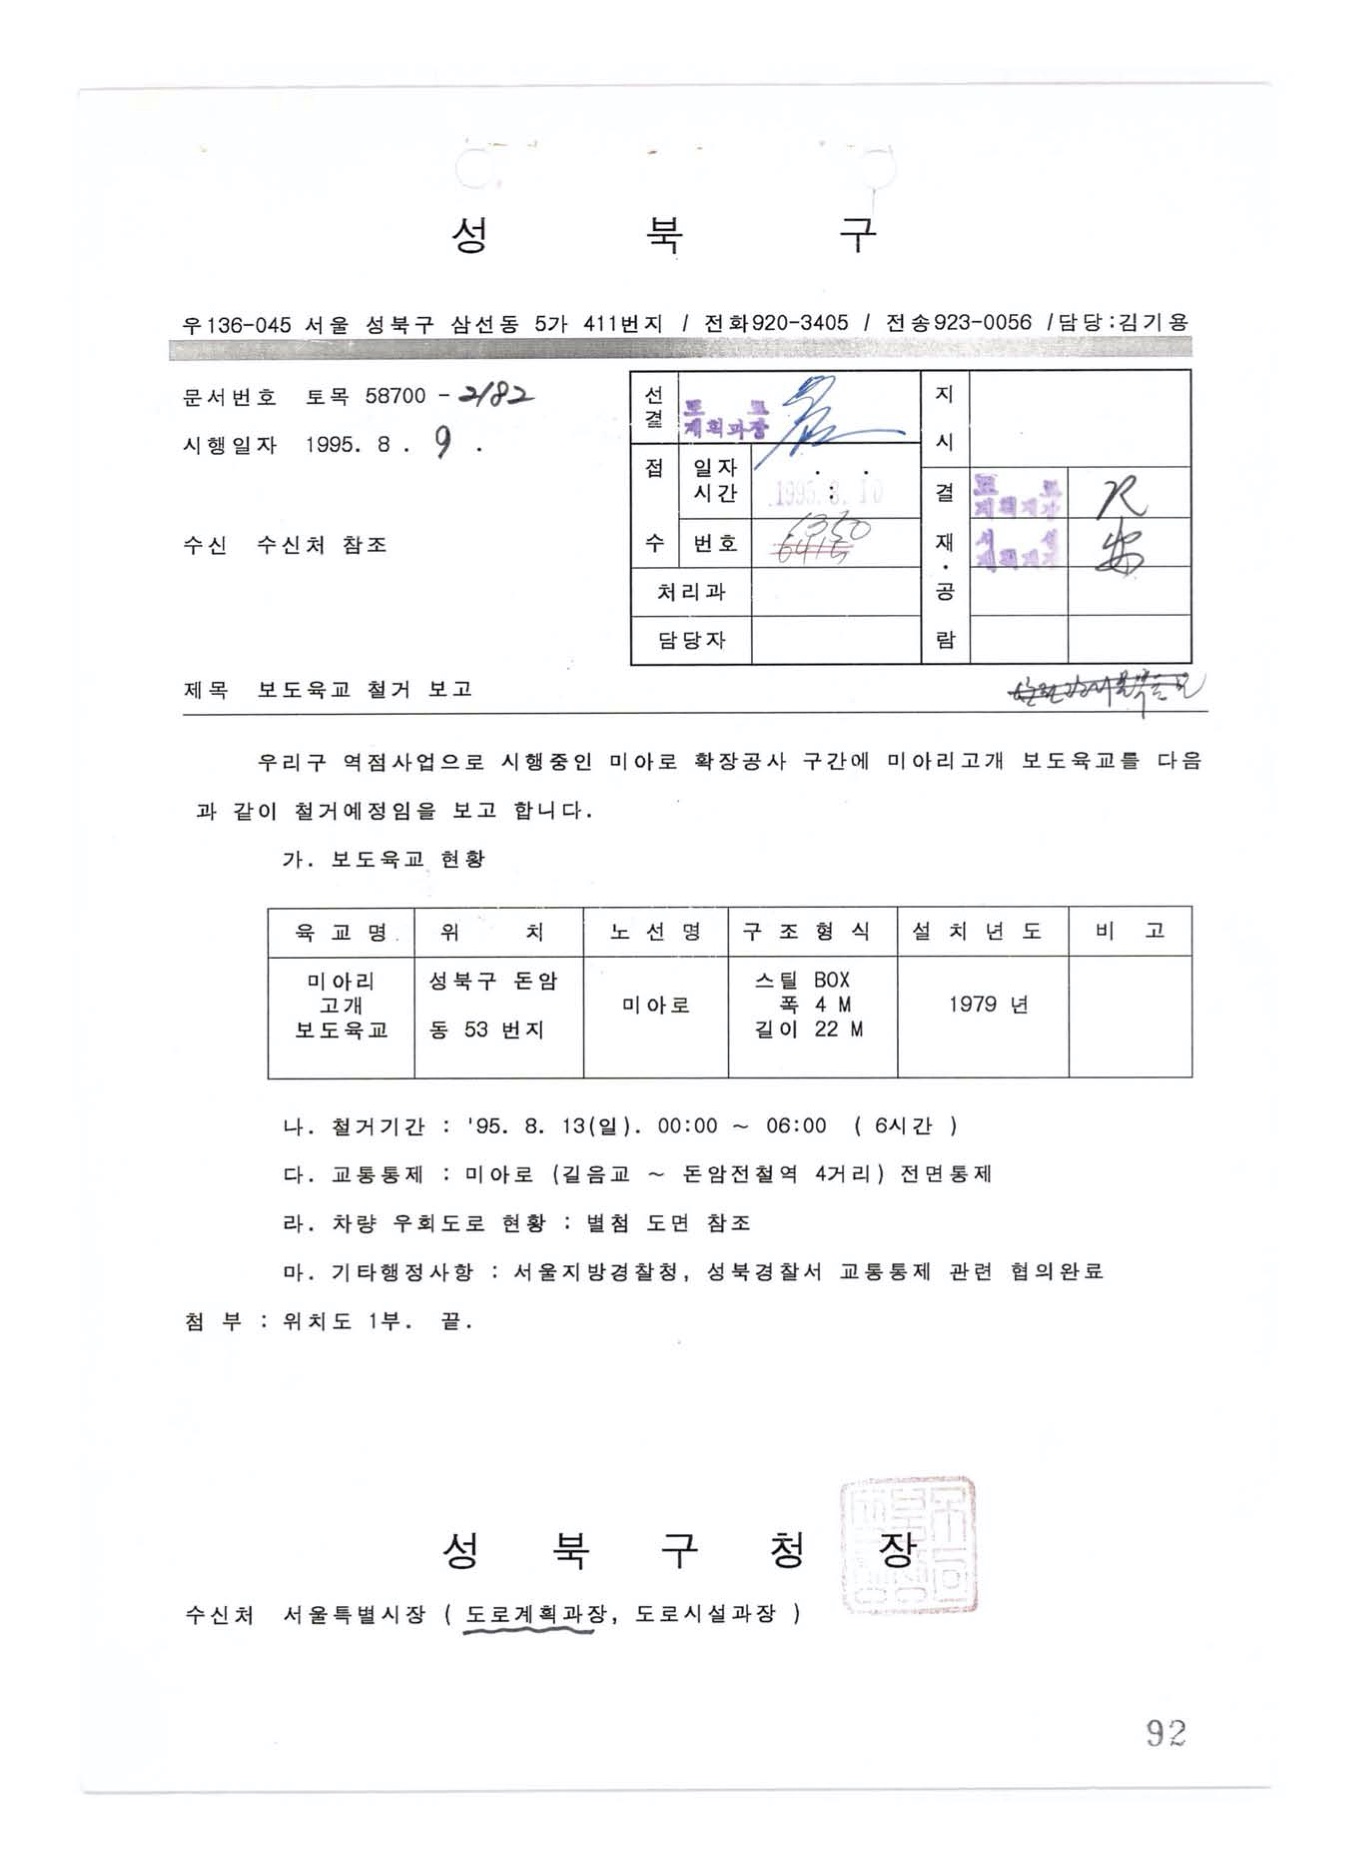 성 북 구
우136-045 서울 성북구 삼선동 5가 411번지 / 전화920-3405 / 전송923-0056 /담당:김기용
문서번호 토목 58700 - 2182
시행일자 1995. 8 . 9 .
수신 수신처 참조
선결 도로계획과장
지시
접수 일자 시간 . . : 1995. 8. 10
번호 6350
처리과
담당자
결재·공람
도로계획계장
시설계획계장
제목 보도육교 철거 보고
우리구 역점사업으로 시행중인 미아로 확장공사 구간에 미아리고개 보도육교를 다음
과 같이 철거예정임을 보고 합니다.
가. 보도육교 현황
육교명 위 치 노선명 구조형식 설치년도 비 고
미아리 성북구 돈암 스틸 BOX
고개 미아로 폭 4 M 1979 년
보도육교 동 53 번지 길이 22 M
나. 철거기간 : '95. 8. 13(일). 00:00 ~ 06:00 ( 6시간 )
다. 교통통제 : 미아로 (길음교 ~ 돈암전철역 4거리) 전면통제
라. 차량 우회도로 현황 : 별첨 도면 참조
마. 기타행정사항 : 서울지방경찰청, 성북경찰서 교통통제 관련 협의완료
첨 부 : 위치도 1부. 끝.
성 북 구 청 장
수신처 서울특별시장 ( 도로계획과장, 도로시설과장 )
92